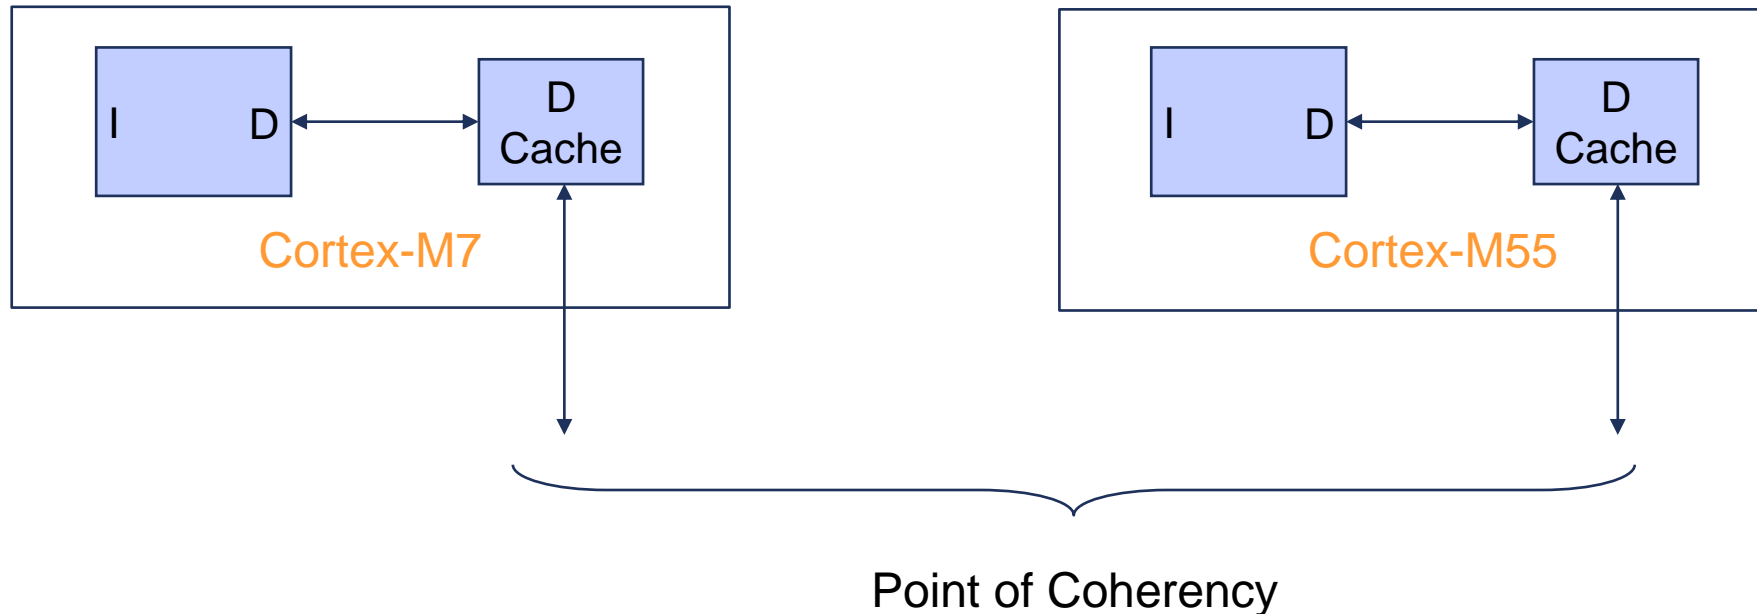 I D
D
Cache
Cortex-M7
I D
D
Cache
Cortex-M55
Point of Coherency